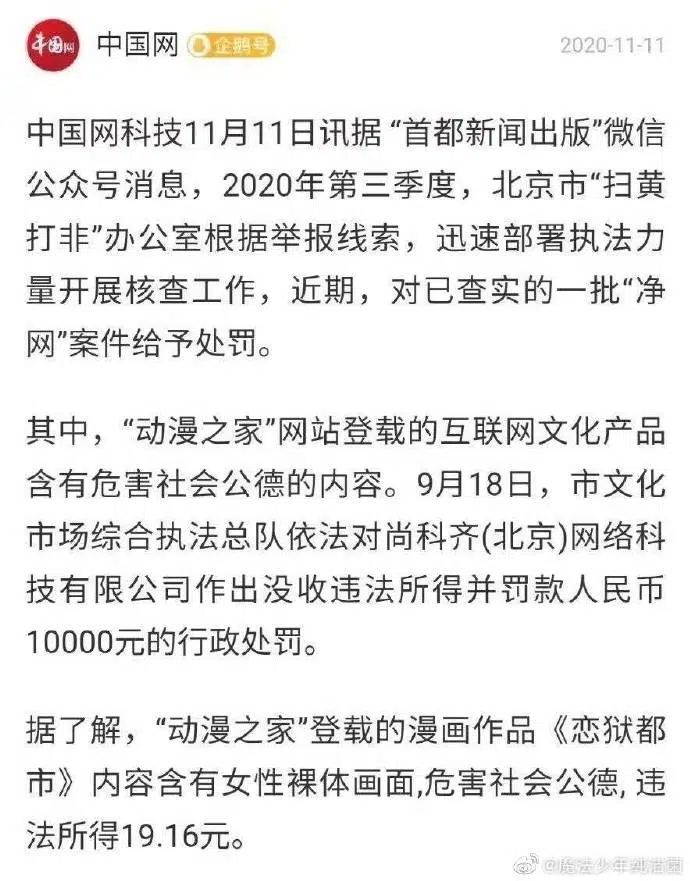 中国网
中国网
企鹅号
2020-11-11
中国网科技11月11日讯据 “首都新闻出版”微信
公众号消息，2020年第三季度，北京市“扫黄
打非”办公室根据举报线索，迅速部署执法力
量开展核查工作，近期，对已查实的一批“净
网”案件给予处罚。
其中，“动漫之家”网站登载的互联网文化产品
含有危害社会公德的内容。9月18日，市文化
市场综合执法总队依法对尚科齐(北京)网络科
技有限公司作出没收违法所得并罚款人民币
10000元的行政处罚。
据了解，“动漫之家”登载的漫画作品《恋狱都
市》内容含有女性裸体画面,危害社会公德, 违
法所得19.16元。
@魔法少年纯洁菌